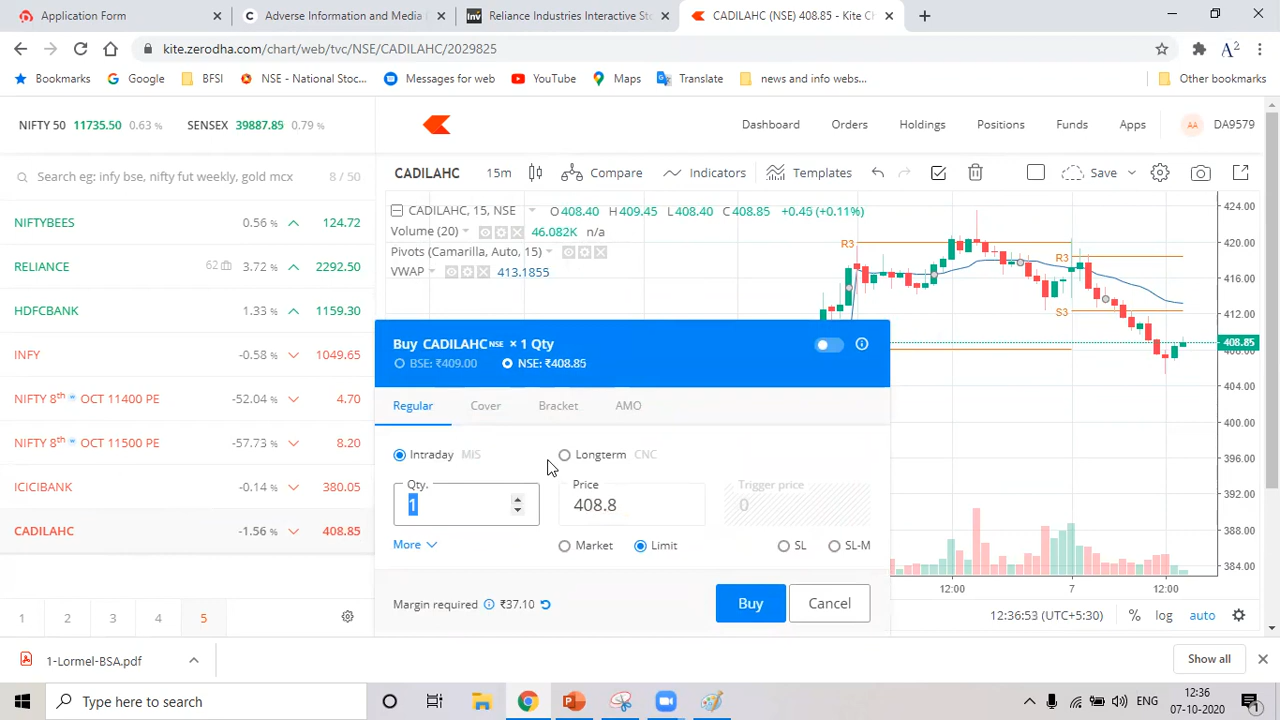 Application Form
Adverse Information and Media (
Reliance Industries Interactive Sto
CADILAHC (NSE) 408.85 - Kite Ch
kite.zerodha.com/chart/web/tvc/NSE/CADILAHC/2029825
Bookmarks
Google
BFSI
NSE - National Stoc...
Messages for web
YouTube
Maps
Translate
news and info webs...
Other bookmarks
NIFTY 50 11735.50 0.63 %
SENSEX 39887.85 0.79 %
Dashboard
Orders
Holdings
Positions
Funds
Apps
AA
DA9579
Search eg: infy bse, nifty fut weekly, gold mcx
8 / 50
NIFTYBEES 0.56 % 124.72
RELIANCE 62 3.72 % 2292.50
HDFCBANK 1.33 % 1159.30
INFY -0.58 % 1049.65
NIFTY 8th w OCT 11400 PE -52.04 % 4.70
NIFTY 8th w OCT 11500 PE -57.73 % 8.20
ICICIBANK -0.14 % 380.05
CADILAHC -1.56 % 408.85
1 2 3 4 5
CADILAHC 15m Compare Indicators Templates Save
CADILAHC, 15, NSE O408.40 H409.45 L408.40 C408.85 +0.45 (+0.11%)
Volume (20) 46.082K n/a
Pivots (Camarilla, Auto, 15)
VWAP 413.1855
R3
R3
S3
424.00
420.00
416.00
412.00
408.85
404.00
400.00
396.00
392.00
388.00
384.00
12:00 7 12:00
12:36:53 (UTC+5:30) % log auto
Buy CADILAHC NSE × 1 Qty
BSE: ₹409.00 NSE: ₹408.85
Regular Cover Bracket AMO
Intraday MIS Longterm CNC
Qty. Price Trigger price
1 408.8 0
More Market Limit SL SL-M
Margin required ₹37.10 Buy Cancel
1-Lormel-BSA.pdf
Show all
Type here to search
12:36
07-10-2020
1